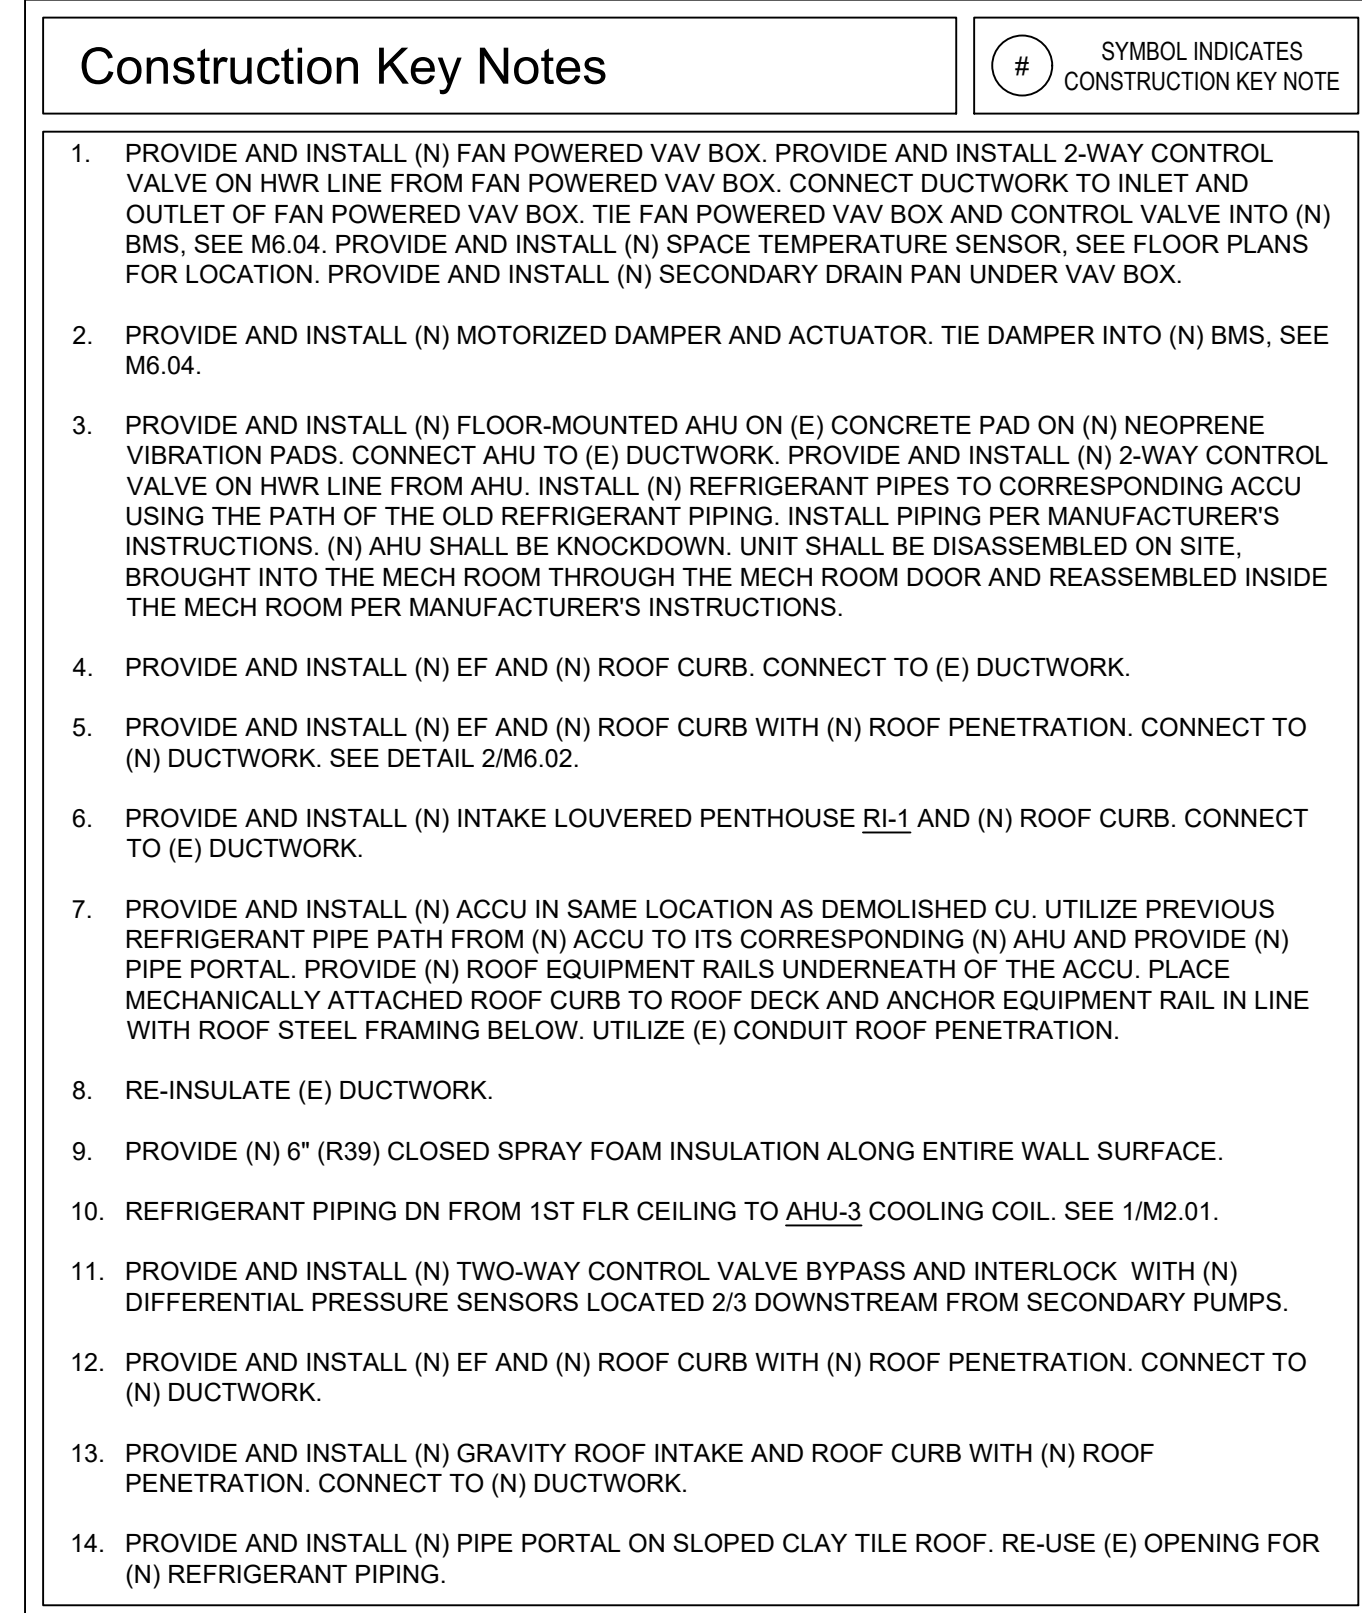 Construction Key Notes
#
SYMBOL INDICATES
CONSTRUCTION KEY NOTE
1. PROVIDE AND INSTALL (N) FAN POWERED VAV BOX. PROVIDE AND INSTALL 2-WAY CONTROL
VALVE ON HWR LINE FROM FAN POWERED VAV BOX. CONNECT DUCTWORK TO INLET AND
OUTLET OF FAN POWERED VAV BOX. TIE FAN POWERED VAV BOX AND CONTROL VALVE INTO (N)
BMS, SEE M6.04. PROVIDE AND INSTALL (N) SPACE TEMPERATURE SENSOR, SEE FLOOR PLANS
FOR LOCATION. PROVIDE AND INSTALL (N) SECONDARY DRAIN PAN UNDER VAV BOX.
2. PROVIDE AND INSTALL (N) MOTORIZED DAMPER AND ACTUATOR. TIE DAMPER INTO (N) BMS, SEE
M6.04.
3. PROVIDE AND INSTALL (N) FLOOR-MOUNTED AHU ON (E) CONCRETE PAD ON (N) NEOPRENE
VIBRATION PADS. CONNECT AHU TO (E) DUCTWORK. PROVIDE AND INSTALL (N) 2-WAY CONTROL
VALVE ON HWR LINE FROM AHU. INSTALL (N) REFRIGERANT PIPES TO CORRESPONDING ACCU
USING THE PATH OF THE OLD REFRIGERANT PIPING. INSTALL PIPING PER MANUFACTURER'S
INSTRUCTIONS. (N) AHU SHALL BE KNOCKDOWN. UNIT SHALL BE DISASSEMBLED ON SITE,
BROUGHT INTO THE MECH ROOM THROUGH THE MECH ROOM DOOR AND REASSEMBLED INSIDE
THE MECH ROOM PER MANUFACTURER'S INSTRUCTIONS.
4. PROVIDE AND INSTALL (N) EF AND (N) ROOF CURB. CONNECT TO (E) DUCTWORK.
5. PROVIDE AND INSTALL (N) EF AND (N) ROOF CURB WITH (N) ROOF PENETRATION. CONNECT TO
(N) DUCTWORK. SEE DETAIL 2/M6.02.
6. PROVIDE AND INSTALL (N) INTAKE LOUVERED PENTHOUSE RI-1 AND (N) ROOF CURB. CONNECT
TO (E) DUCTWORK.
7. PROVIDE AND INSTALL (N) ACCU IN SAME LOCATION AS DEMOLISHED CU. UTILIZE PREVIOUS
REFRIGERANT PIPE PATH FROM (N) ACCU TO ITS CORRESPONDING (N) AHU AND PROVIDE (N)
PIPE PORTAL. PROVIDE (N) ROOF EQUIPMENT RAILS UNDERNEATH OF THE ACCU. PLACE
MECHANICALLY ATTACHED ROOF CURB TO ROOF DECK AND ANCHOR EQUIPMENT RAIL IN LINE
WITH ROOF STEEL FRAMING BELOW. UTILIZE (E) CONDUIT ROOF PENETRATION.
8. RE-INSULATE (E) DUCTWORK.
9. PROVIDE (N) 6" (R39) CLOSED SPRAY FOAM INSULATION ALONG ENTIRE WALL SURFACE.
10. REFRIGERANT PIPING DN FROM 1ST FLR CEILING TO AHU-3 COOLING COIL. SEE 1/M2.01.
11. PROVIDE AND INSTALL (N) TWO-WAY CONTROL VALVE BYPASS AND INTERLOCK WITH (N)
DIFFERENTIAL PRESSURE SENSORS LOCATED 2/3 DOWNSTREAM FROM SECONDARY PUMPS.
12. PROVIDE AND INSTALL (N) EF AND (N) ROOF CURB WITH (N) ROOF PENETRATION. CONNECT TO
(N) DUCTWORK.
13. PROVIDE AND INSTALL (N) GRAVITY ROOF INTAKE AND ROOF CURB WITH (N) ROOF
PENETRATION. CONNECT TO (N) DUCTWORK.
14. PROVIDE AND INSTALL (N) PIPE PORTAL ON SLOPED CLAY TILE ROOF. RE-USE (E) OPENING FOR
(N) REFRIGERANT PIPING.